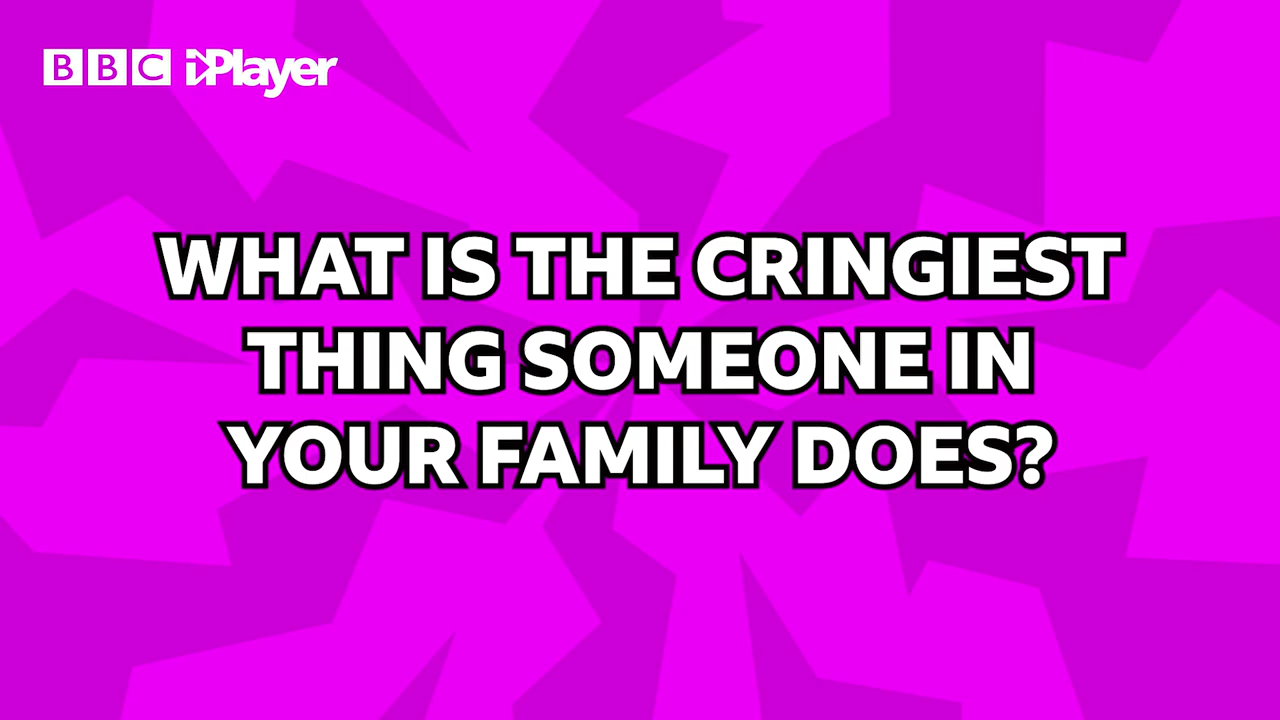 BBC iPlayer
WHAT IS THE CRINGIEST
THING SOMEONE IN
YOUR FAMILY DOES?